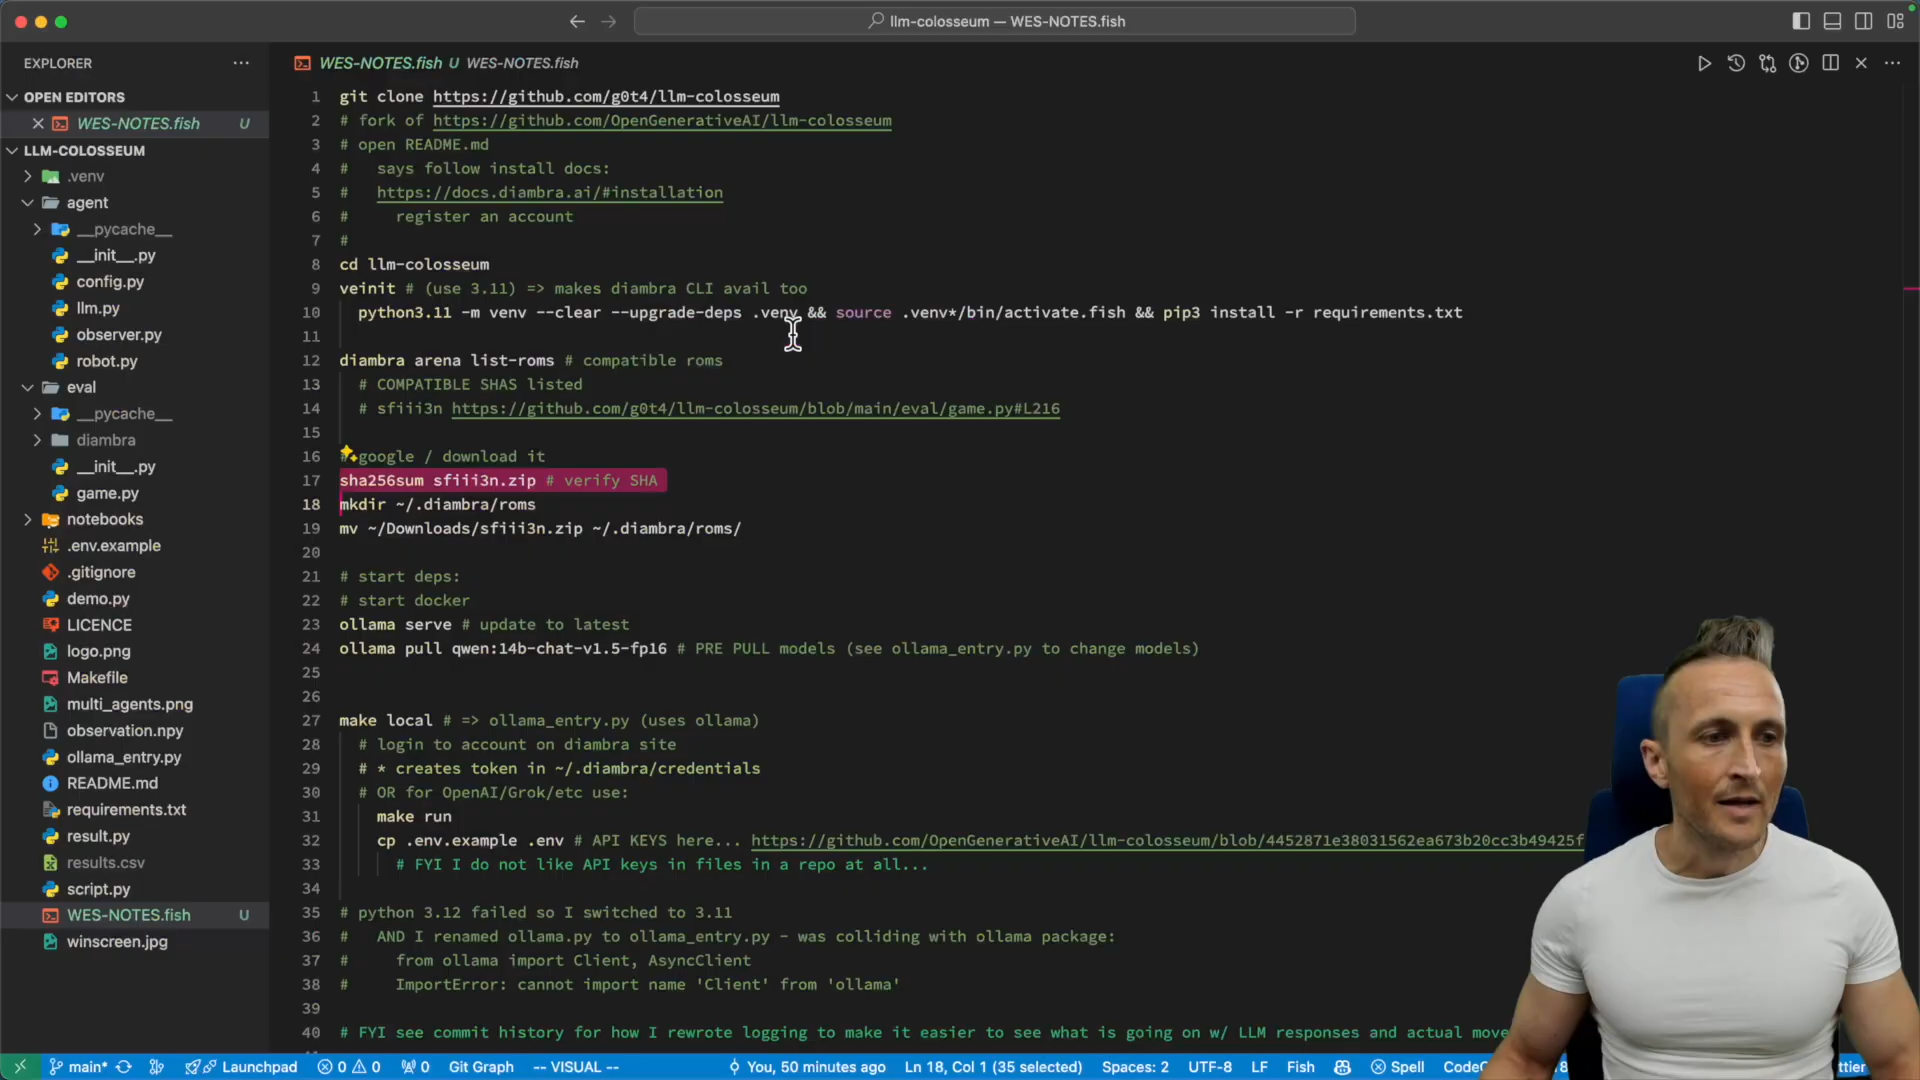 llm-colosseum — WES-NOTES.fish
EXPLORER
OPEN EDITORS
WES-NOTES.fish U
LLM-COLOSSEUM
.venv
agent
__pycache__
__init__.py
config.py
llm.py
observer.py
robot.py
eval
__pycache__
diambra
__init__.py
game.py
notebooks
.env.example
.gitignore
demo.py
LICENCE
logo.png
Makefile
multi_agents.png
observation.npy
ollama_entry.py
README.md
requirements.txt
result.py
results.csv
script.py
WES-NOTES.fish U
winscreen.jpg
WES-NOTES.fish U WES-NOTES.fish
1 git clone https://github.com/g0t4/llm-colosseum
2 # fork of https://github.com/OpenGenerativeAI/llm-colosseum
3 # open README.md
4 # says follow install docs:
5 # https://docs.diambra.ai/#installation
6 # register an account
7 #
8 cd llm-colosseum
9 veinit # (use 3.11) => makes diambra CLI avail too
10 python3.11 -m venv --clear --upgrade-deps .venv && source .venv*/bin/activate.fish && pip3 install -r requirements.txt
11
12 diambra arena list-roms # compatible roms
13 # COMPATIBLE SHAS listed
14 # sfiii3n https://github.com/g0t4/llm-colosseum/blob/main/eval/game.py#L216
15
16 # google / download it
17 sha256sum sfiii3n.zip # verify SHA
18 mkdir ~/.diambra/roms
19 mv ~/Downloads/sfiii3n.zip ~/.diambra/roms/
20
21 # start deps:
22 # start docker
23 ollama serve # update to latest
24 ollama pull qwen:14b-chat-v1.5-fp16 # PRE PULL models (see ollama_entry.py to change models)
25
26
27 make local # => ollama_entry.py (uses ollama)
28 # login to account on diambra site
29 # * creates token in ~/.diambra/credentials
30 # OR for OpenAI/Grok/etc use:
31 make run
32 cp .env.example .env # API KEYS here... https://github.com/OpenGenerativeAI/llm-colosseum/blob/4452871e38031562ea673b20cc3b49425f
33 # FYI I do not like API keys in files in a repo at all...
34
35 # python 3.12 failed so I switched to 3.11
36 # AND I renamed ollama.py to ollama_entry.py - was colliding with ollama package:
37 # from ollama import Client, AsyncClient
38 # ImportError: cannot import name 'Client' from 'ollama'
39
40 # FYI see commit history for how I rewrote logging to make it easier to see what is going on w/ LLM responses and actual move
main* Launchpad 0 0 0 Git Graph -- VISUAL -- You, 50 minutes ago Ln 18, Col 1 (35 selected) Spaces: 2 UTF-8 LF Fish Spell